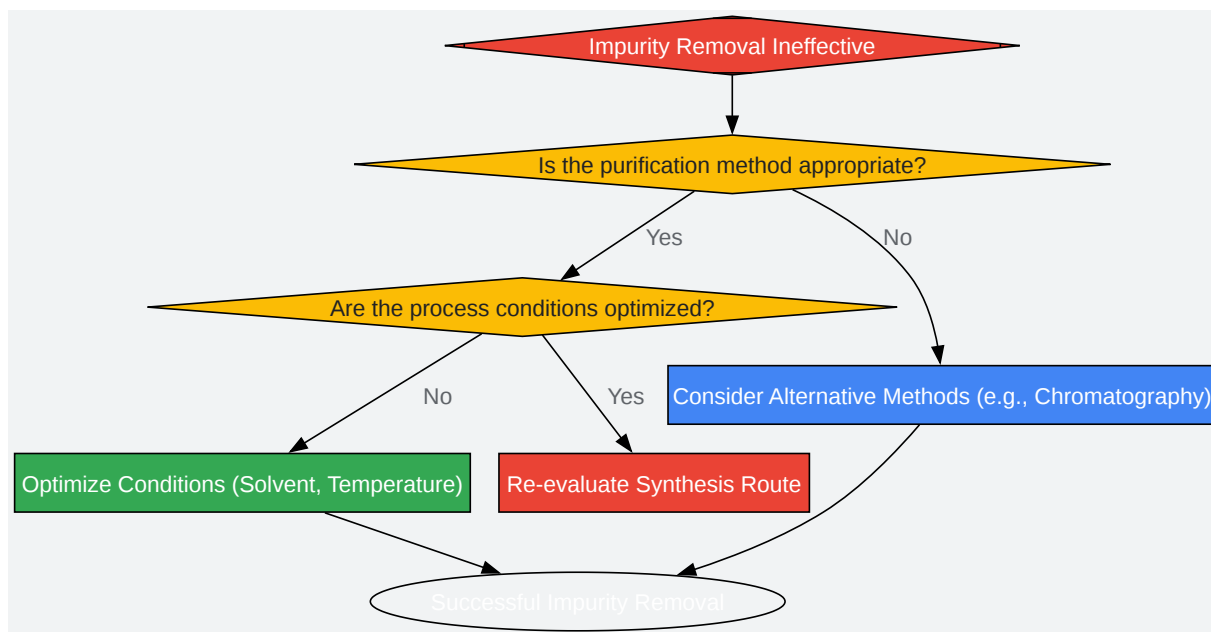 Impurity Removal Ineffective
Is the purification method appropriate?
Yes
No
Are the process conditions optimized?
No
Yes
Consider Alternative Methods (e.g., Chromatography)
Optimize Conditions (Solvent, Temperature)
Re-evaluate Synthesis Route
Successful Impurity Removal